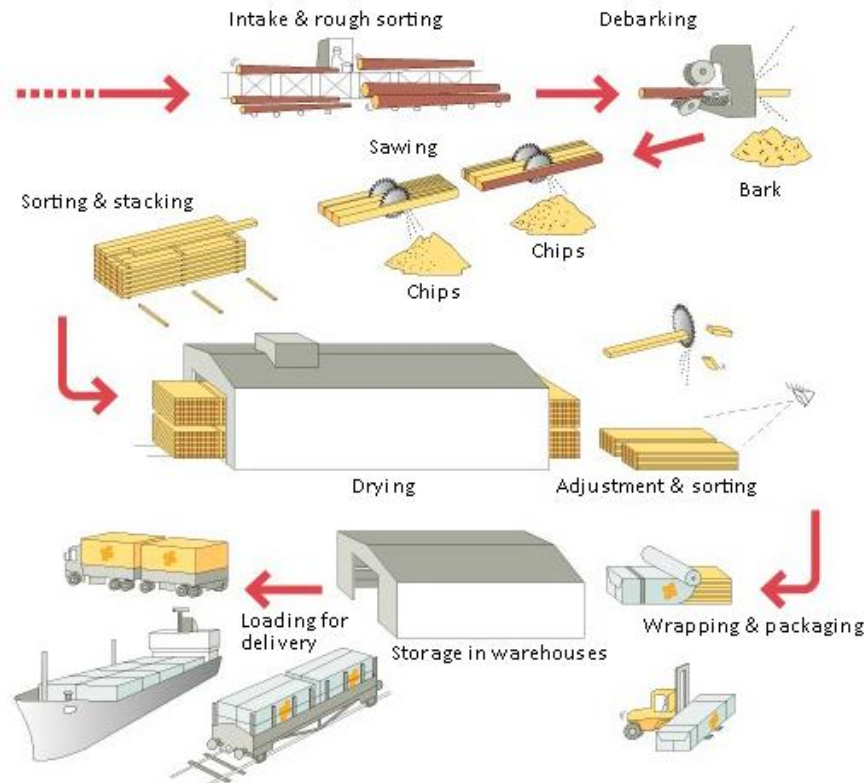 Intake & rough sorting
Debarking
Sawing
Bark
Sorting & stacking
Chips
Chips
Drying
Adjustment & sorting
Wrapping & packaging
Storage in warehouses
Loading for
delivery